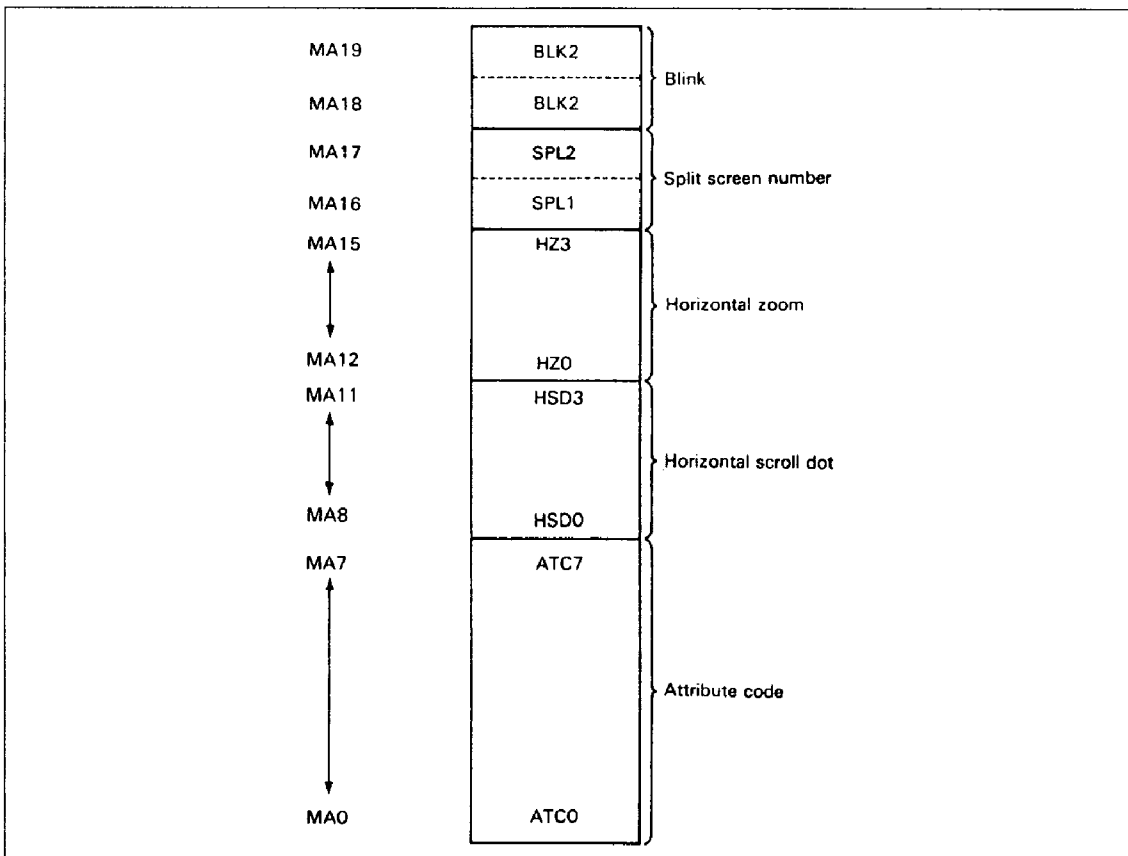 MA19 BLK2
Blink
MA18 BLK2
MA17 SPL2
Split screen number
MA16 SPL1
MA15 HZ3
Horizontal zoom
MA12 HZ0
MA11 HSD3
Horizontal scroll dot
MA8 HSD0
MA7 ATC7
Attribute code
MA0 ATC0